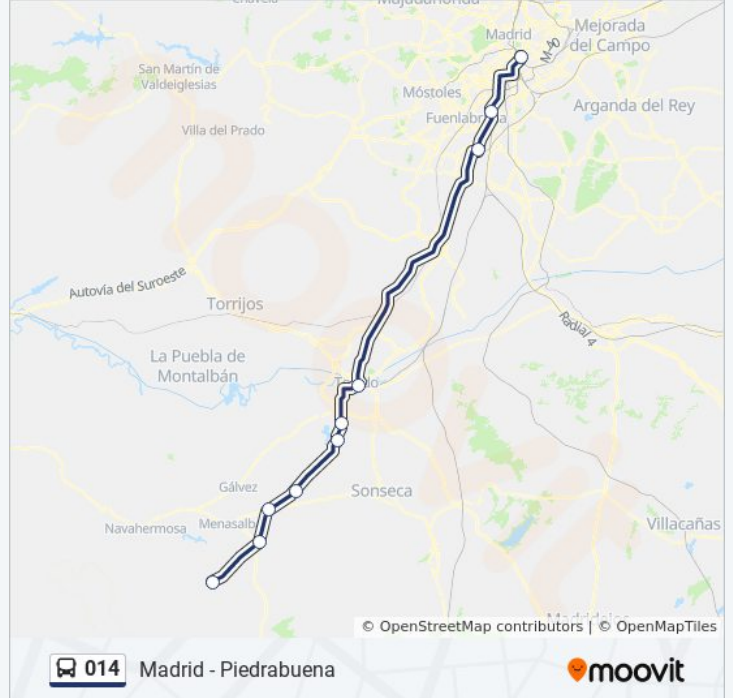 Madrid
Mejorada
del Campo
M-40
San Martín de
Valdeiglesias
Móstoles
Arganda del Rey
Fuenlabrada
Villa del Prado
Autovía del Suroeste
Torrijos
Radial 4
La Puebla de
Montalbán
Toledo
Gálvez
Sonseca
Navahermosa
Menasalb
Villacañas
© OpenStreetMap contributors | © OpenMapTiles
014 Madrid - Piedrabuena
moovit